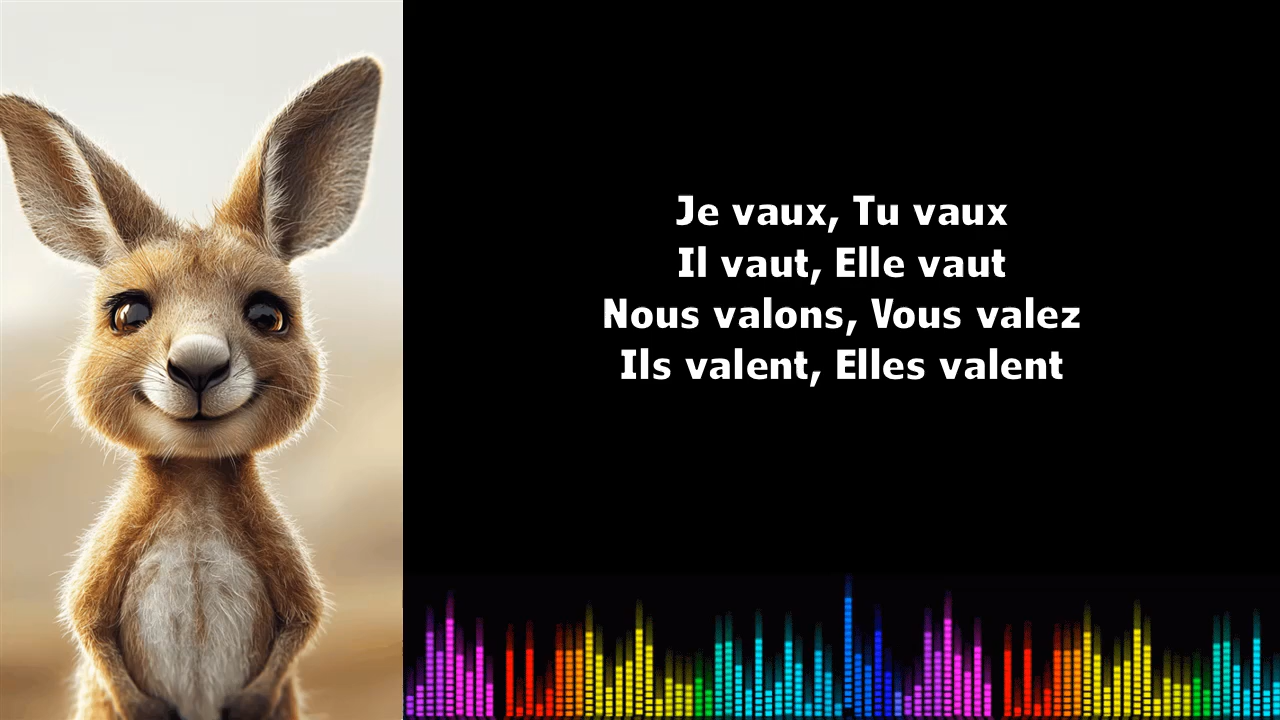 Je vaux, Tu vaux
Il vaut, Elle vaut
Nous valons, Vous valez
Ils valent, Elles valent